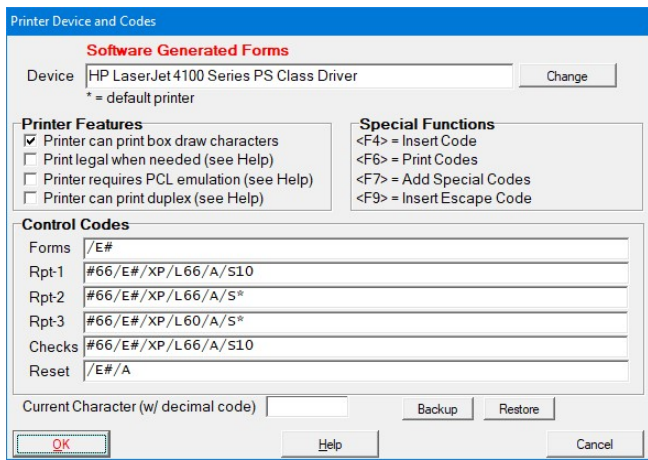 Printer Device and Codes
Software Generated Forms
Device HP LaserJet 4100 Series PS Class Driver Change
* = default printer
Printer Features
Printer can print box draw characters
Print legal when needed (see Help)
Printer requires PCL emulation (see Help)
Printer can print duplex (see Help)
Special Functions
<F4> = Insert Code
<F6> = Print Codes
<F7> = Add Special Codes
<F9> = Insert Escape Code
Control Codes
Forms /E#
Rpt-1 #66/E#/XP/L66/A/S10
Rpt-2 #66/E#/XP/L66/A/S*
Rpt-3 #66/E#/XP/L60/A/S*
Checks #66/E#/XP/L66/A/S10
Reset /E#/A
Current Character (w/ decimal code) Backup Restore
OK Help Cancel